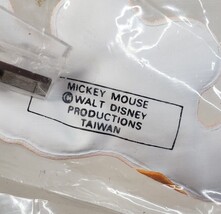 MICKEY MOUSE
© WALT DISNEY
PRODUCTIONS
TAIWAN